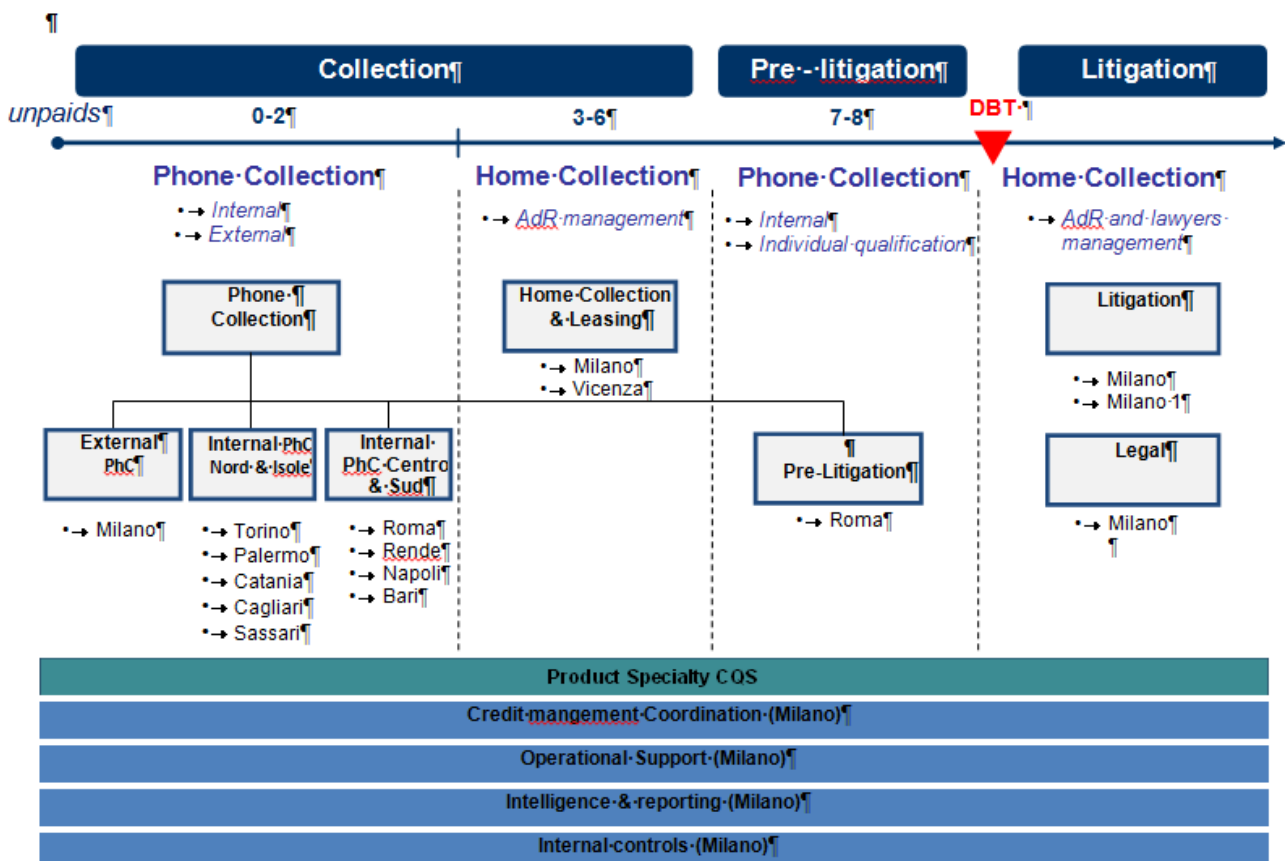 ¶
Collection¶
Pre--litigation¶
Litigation¶
unpaids¶
0-2¶
3-6¶
7-8¶
DBT·¶
Phone·Collection¶
•→ Internal¶
•→ External¶
Home·Collection¶
•→ AdR·management¶
Phone·Collection¶
•→ Internal¶
•→ Individual·qualification¶
Home·Collection¶
•→ AdR·and·lawyers·
management¶
Phone·¶
Collection¶
Home·Collection
&·Leasing¶
•→ Milano¶
•→ Vicenza¶
Litigation¶
•→ Milano¶
•→ Milano·1¶
External¶
PhC¶
•→ Milano¶
Internal·PhC
Nord·&·Isole'
•→ Torino¶
•→ Palermo¶
•→ Catania¶
•→ Cagliari¶
•→ Sassari¶
Internal·
PhC·Centro
&·Sud¶
•→ Roma¶
•→ Rende¶
•→ Napoli¶
•→ Bari¶
¶
Pre-Litigation¶
•→ Roma¶
Legal¶
•→ Milano¶
¶
Product Specialty CQS
Credit·mangement·Coordination·(Milano)¶
Operational·Support·(Milano)¶
Intelligence·&·reporting·(Milano)¶
Internal·controls·(Milano)¶